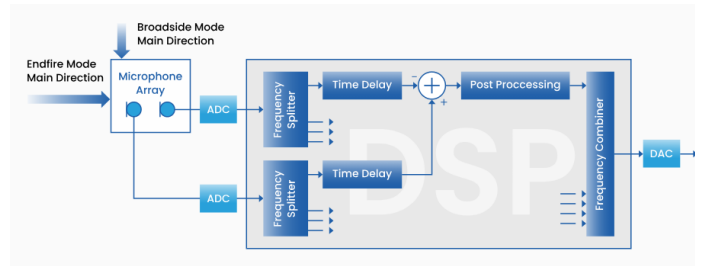 Broadside Mode
Main Direction
Endfire Mode
Main Direction
Microphone
Array
ADC
Frequency
Splitter
Time Delay
−
+
Post Proccessing
Frequency Combiner
DAC
ADC
Frequency
Splitter
Time Delay
DSP